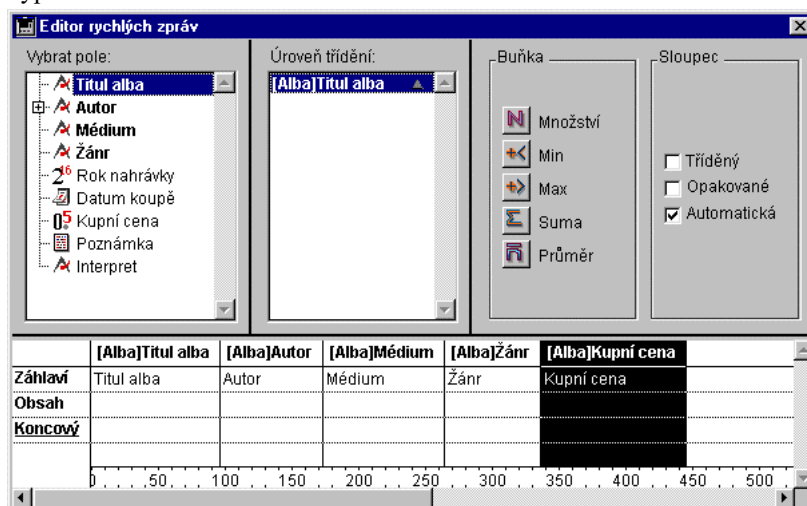 Editor rychlých zpráv
Vybrat pole:
Titul alba
Autor
Médium
Žánr
Rok nahrávky
Datum koupě
Kupní cena
Poznámka
Interpret
Úroveň třídění:
[Alba]Titul alba
Buňka
Množství
Min
Max
Suma
Průměr
Sloupec
Tříděný
Opakované
Automatická
[Alba]Titul alba [Alba]Autor [Alba]Médium [Alba]Žánr [Alba]Kupní cena
Záhlaví Titul alba Autor Médium Žánr Kupní cena
Obsah
Koncový
0 50 100 150 200 250 300 350 400 450 500